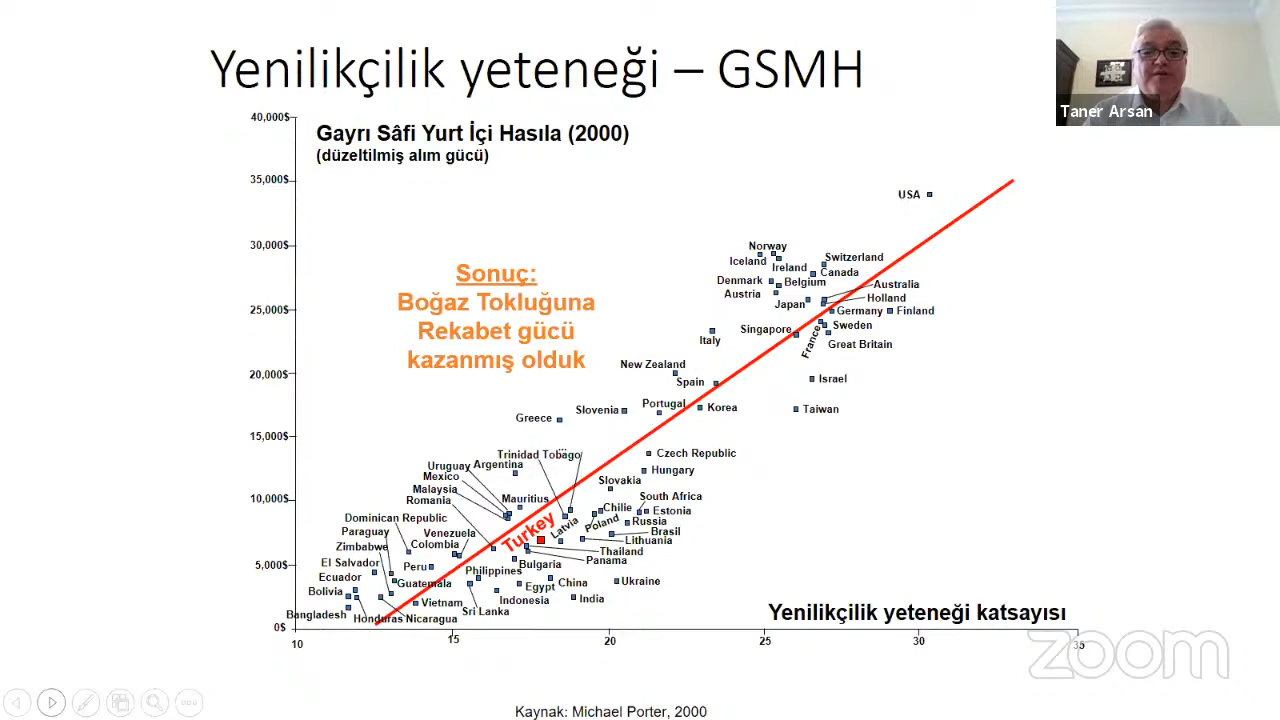 Yenilikçilik yeteneği – GSMH
Taner Arsan
40,000$
Gayrı Sâfi Yurt İçi Hasıla (2000)
(düzeltilmiş alım gücü)
35,000$
USA
30,000$
Norway
Iceland
Ireland
Switzerland
Canada
Denmark
Belgium
Australia
Austria
Holland
Japan
25,000$
Germany
Finland
Singapore
Sweden
Italy
France
Great Britain
Sonuç:
Boğaz Tokluğuna
Rekabet gücü
kazanmış olduk
20,000$
New Zealand
Spain
Israel
Slovenia
Portugal
Korea
Taiwan
Greece
15,000$
Trinidad Tobago
Czech Republic
Uruguay
Argentina
Hungary
Mexico
Slovakia
Malaysia
10,000$
Romania
Mauritius
South Africa
Chilie
Estonia
Dominican Republic
Turkey
Latvia
Poland
Russia
Paraguay
Venezuela
Brasil
Zimbabwe
Colombia
Lithuania
Thailand
El Salvador
Peru
Panama
5,000$
Bulgaria
Ecuador
Philippines
Guatemala
Egypt
China
Ukraine
Bolivia
Vietnam
Indonesia
India
Bangladesh
Honduras
Nicaragua
Sri Lanka
0$
Yenilikçilik yeteneği katsayısı
10
15
20
25
30
35
zoom
Kaynak: Michael Porter, 2000